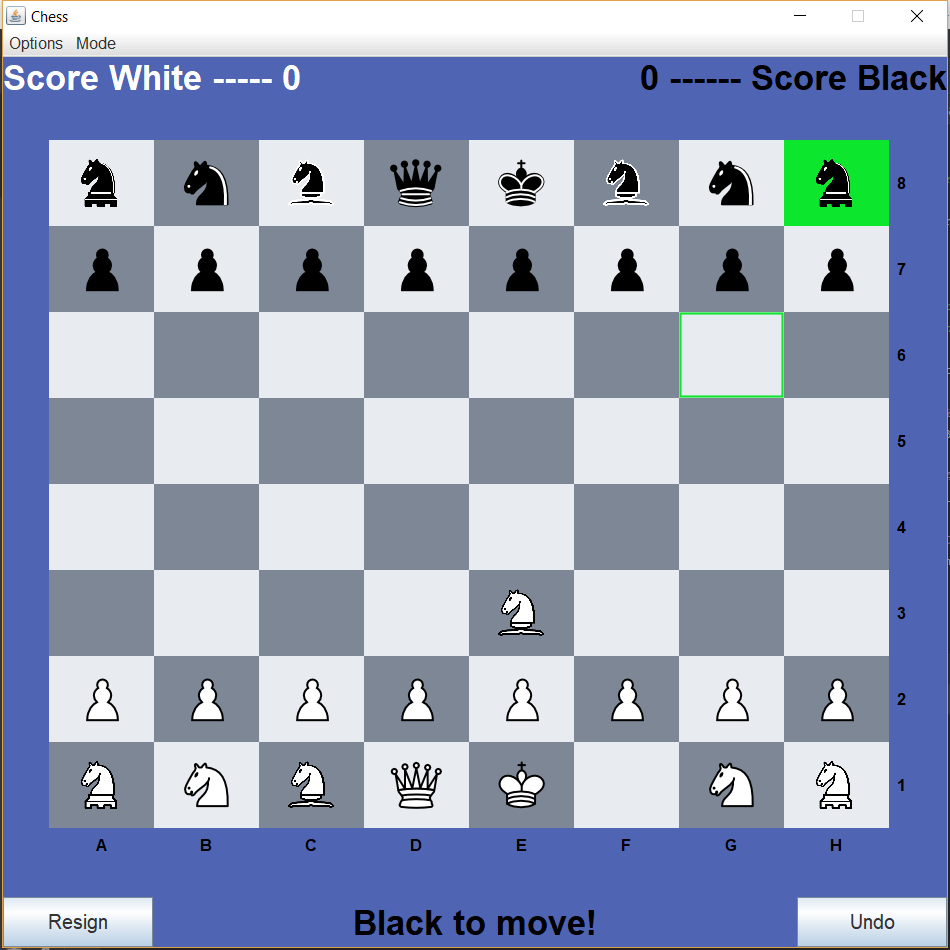 Chess
Options Mode
Score White ----- 0
0 ------ Score Black
8
7
6
5
4
3
2
1
A B C D E F G H
Resign
Black to move!
Undo